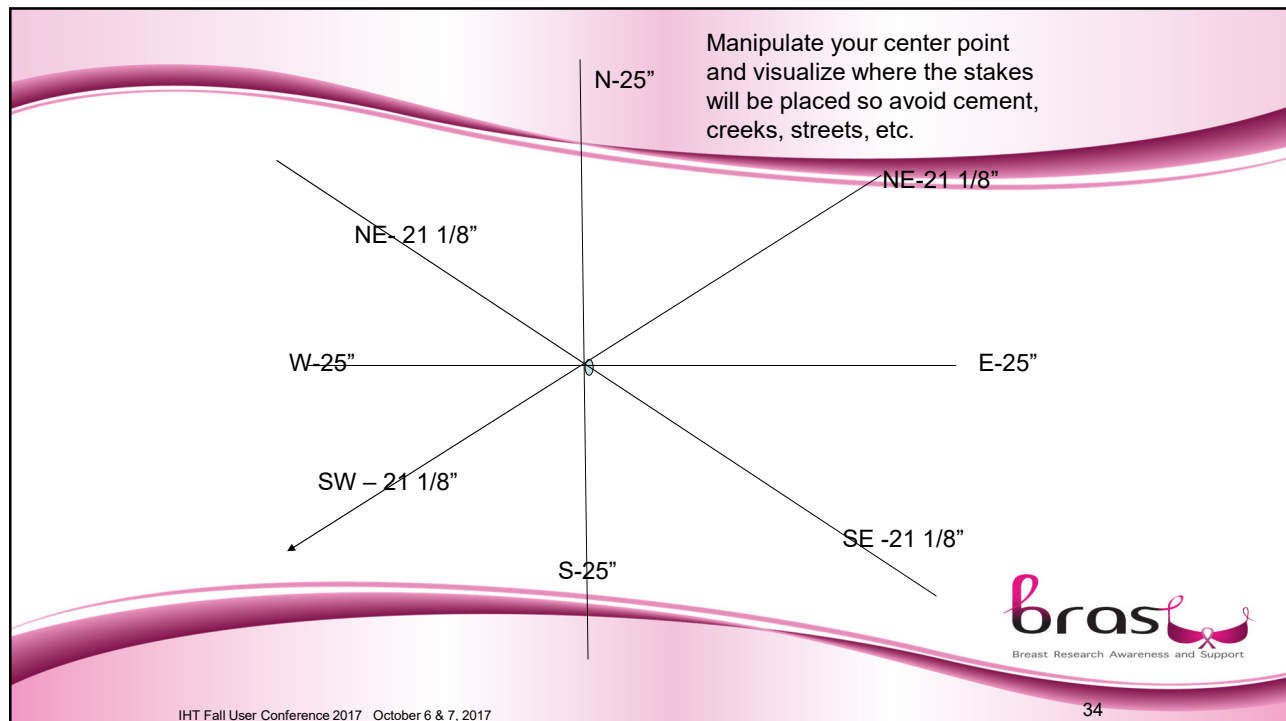 Manipulate your center point
and visualize where the stakes
will be placed so avoid cement,
creeks, streets, etc.
N-25”
NE-21 1/8”
NE- 21 1/8”
W-25”
E-25”
SW – 21 1/8”
SE -21 1/8”
S-25”
bras
Breast Research Awareness and Support
IHT Fall User Conference 2017 October 6 & 7, 2017
34